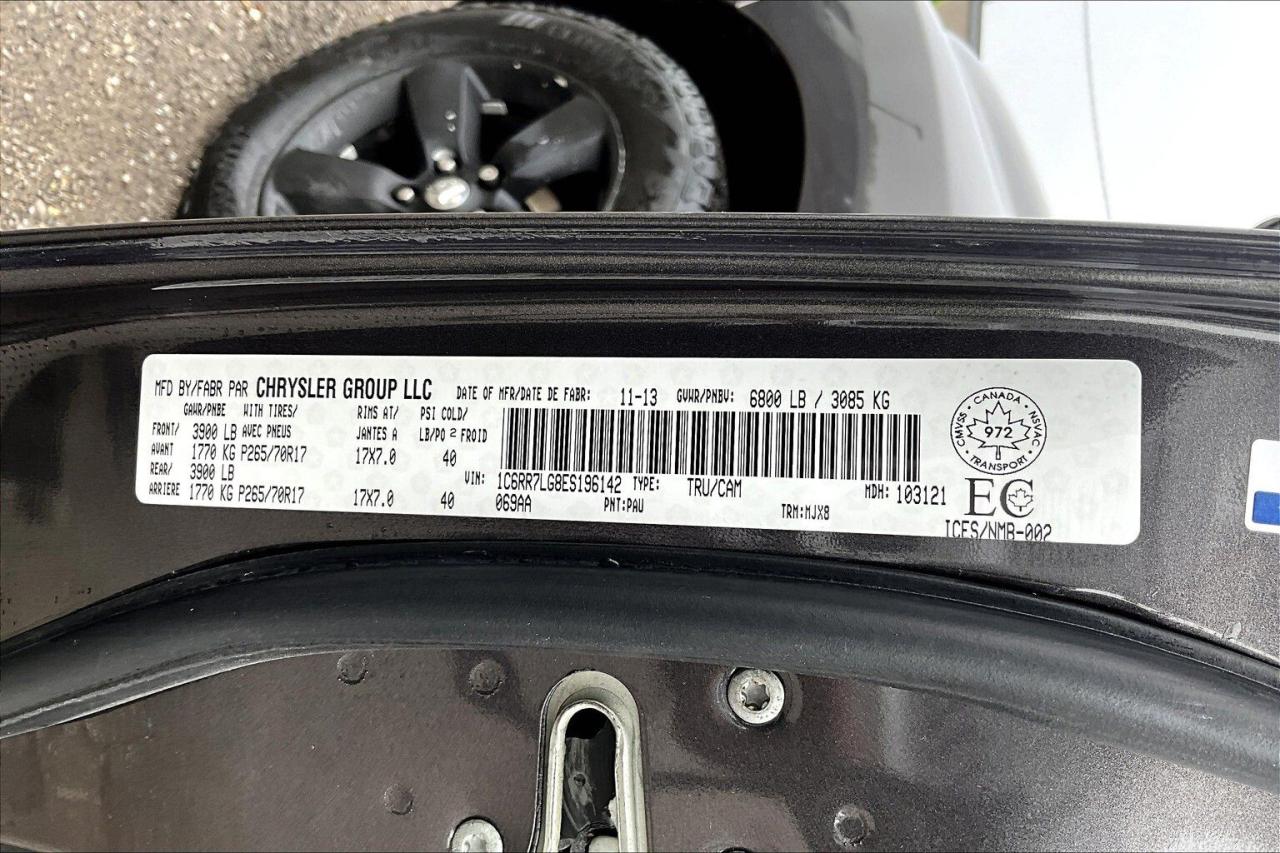 MFD BY/FABR PAR CHRYSLER GROUP LLC DATE OF MFR/DATE DE FABR: 11-13 GVWR/PNBV: 6800 LB / 3085 KG
GAWR/PNBE WITH TIRES/ RIMS AT/ PSI COLD/
FRONT/ 3900 LB AVEC PNEUS JANTES A LB/PO 2 FROID
AVANT 1770 KG P265/70R17 17X7.0 40
REAR/ 3900 LB
VIN: 1C6RR7LG8ES196142 TYPE: TRU/CAM MDH: 103121
ARRIERE 1770 KG P265/70R17 17X7.0 40 069AA PNT:PAU TRM:MJX8
CANADA
CMVSS 972 NSVAC
TRANSPORT
EC
ICES/NMB-002